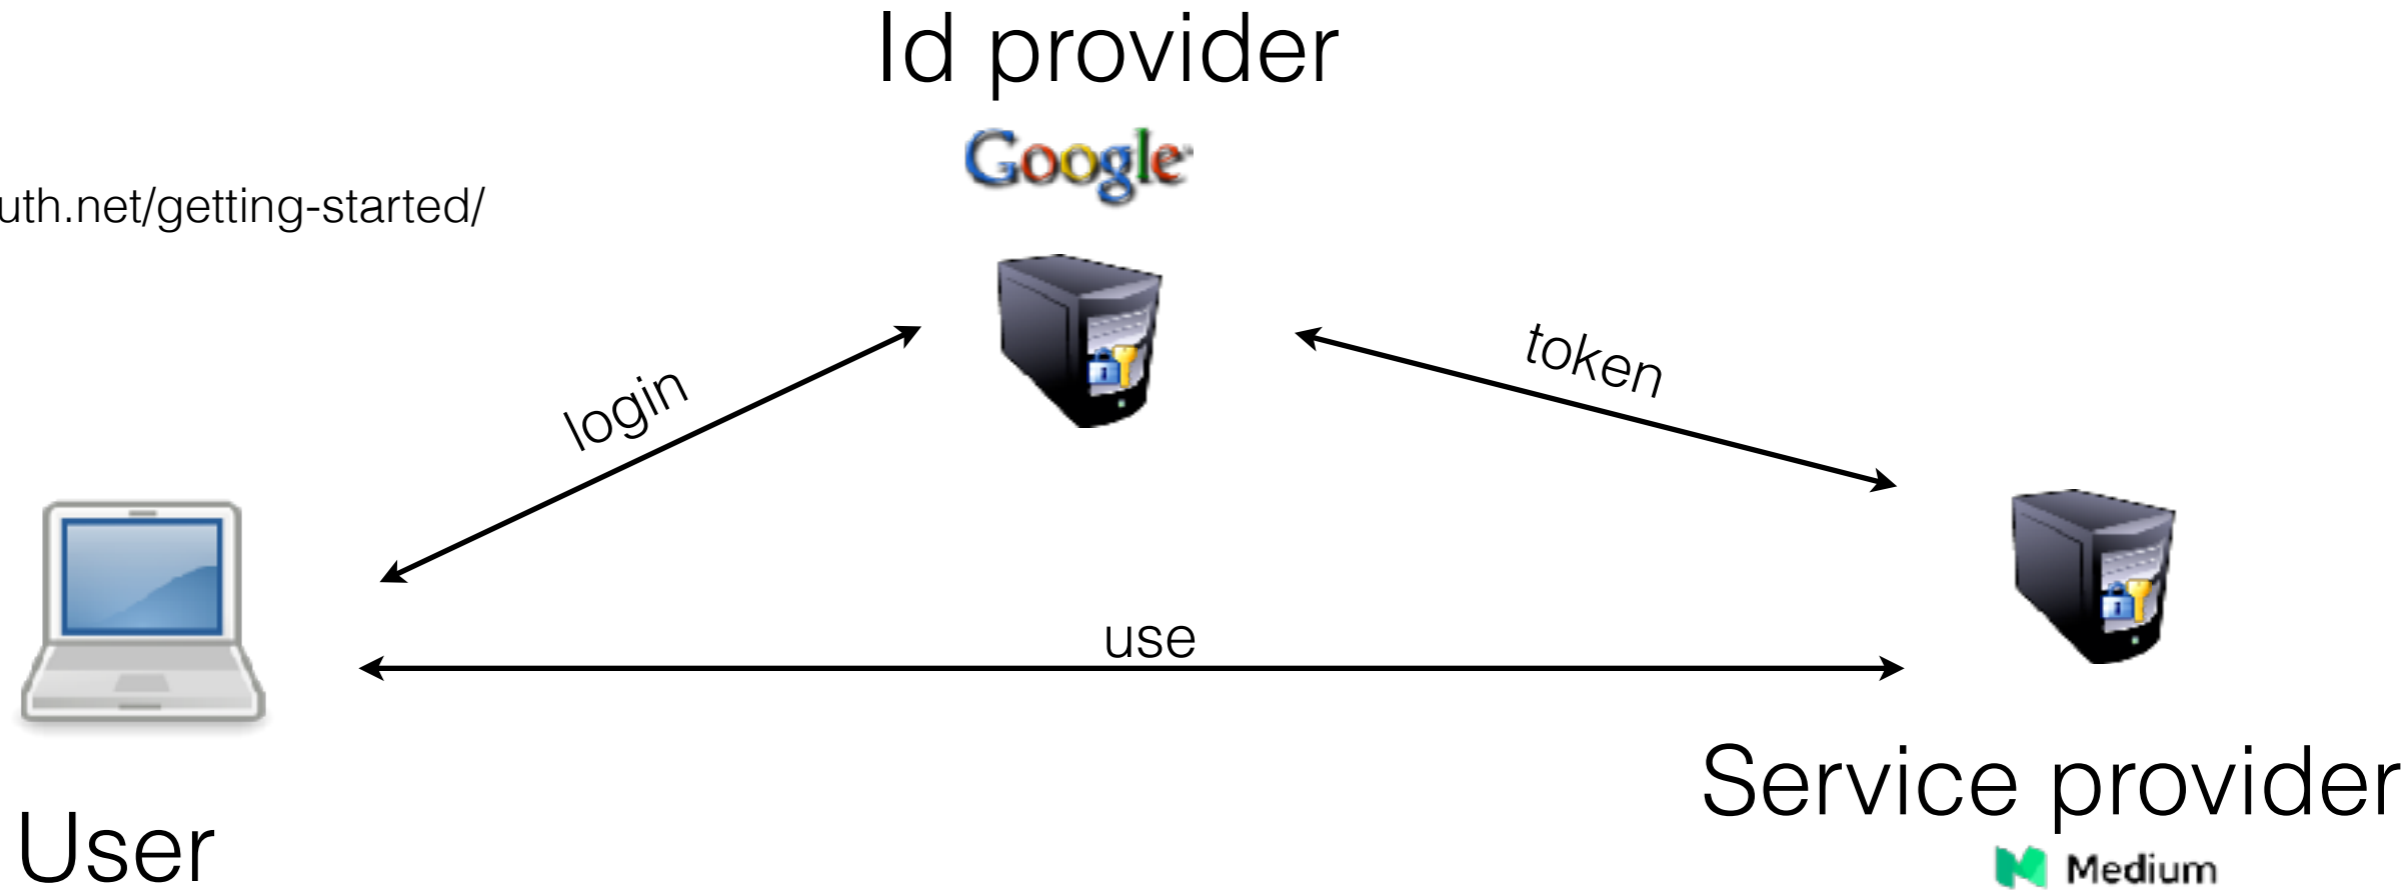 Id provider
Google
uth.net/getting-started/
login
token
use
Service provider
Medium
User